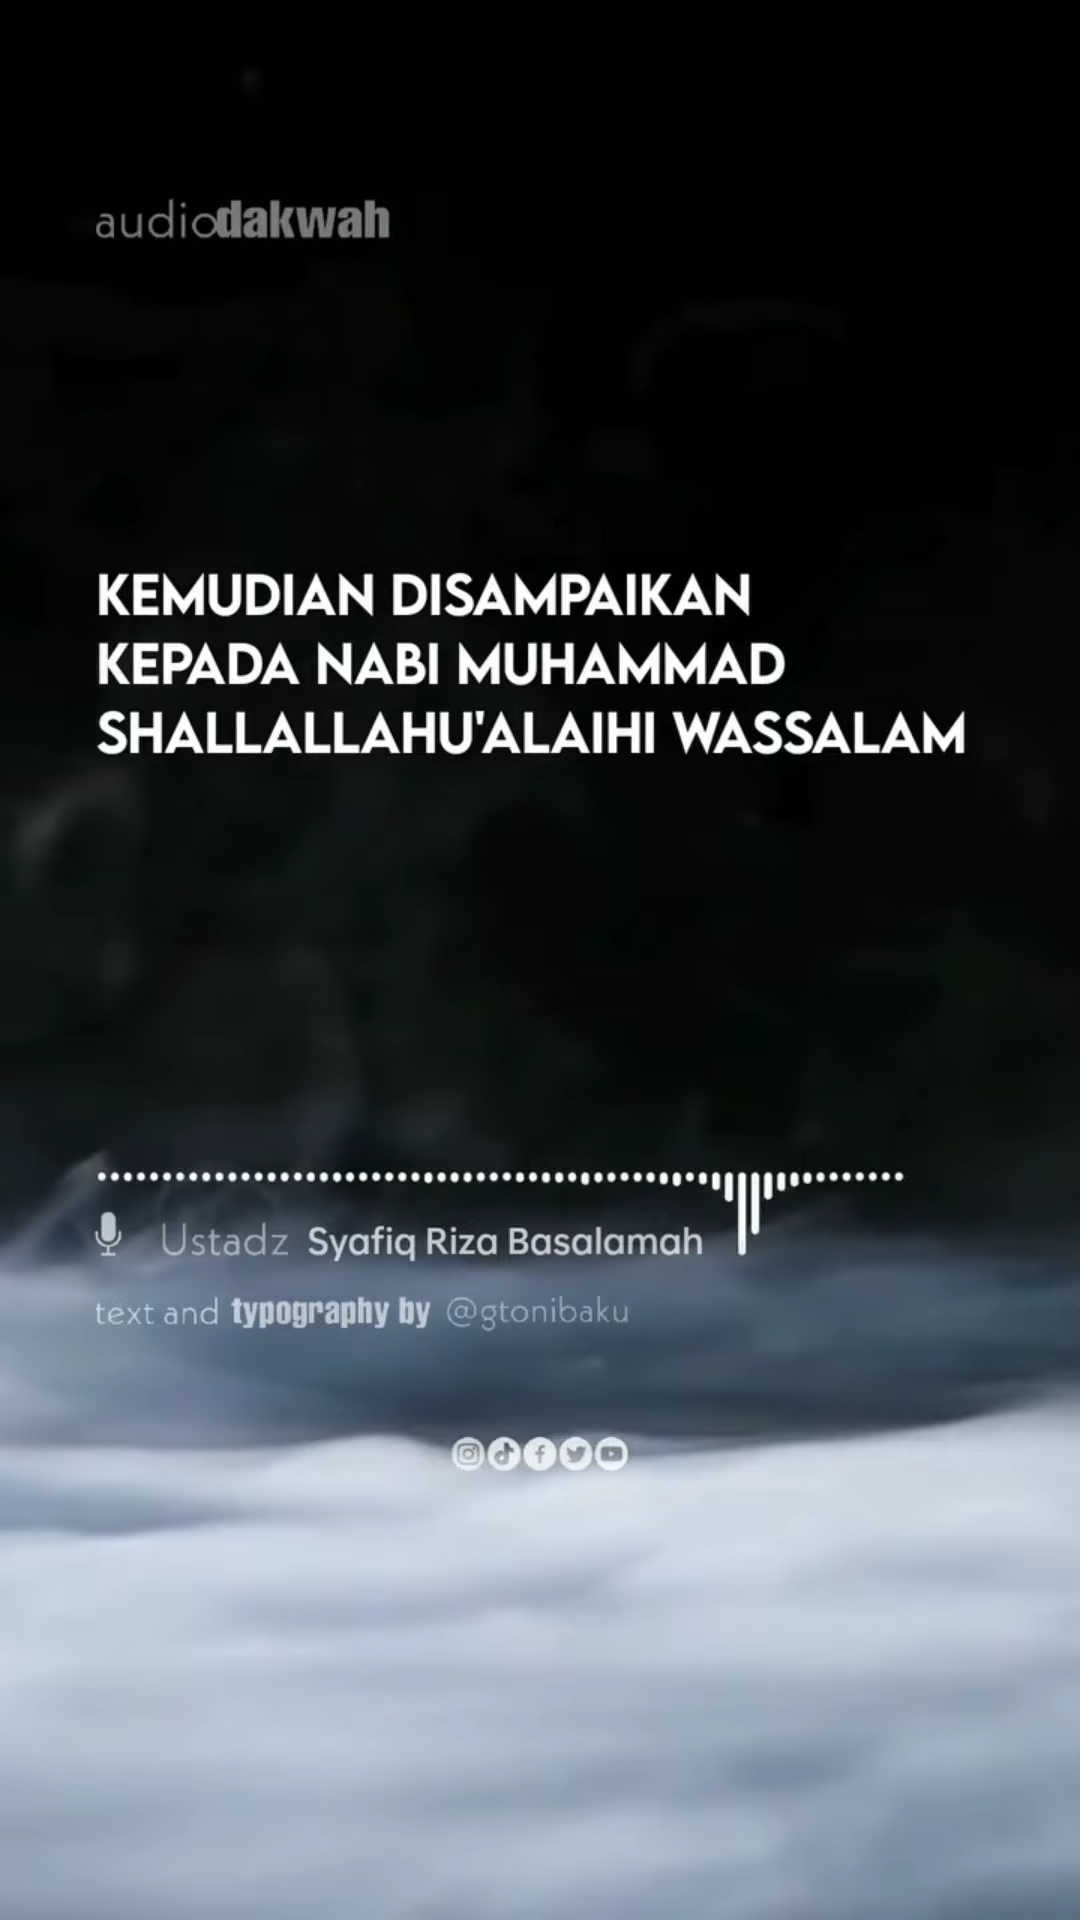 audiodakwah
KEMUDIAN DISAMPAIKAN
KEPADA NABI MUHAMMAD
SHALLALLAHU'ALAIHI WASSALAM
Ustadz Syafiq Riza Basalamah
text and typography by @gtonibaku